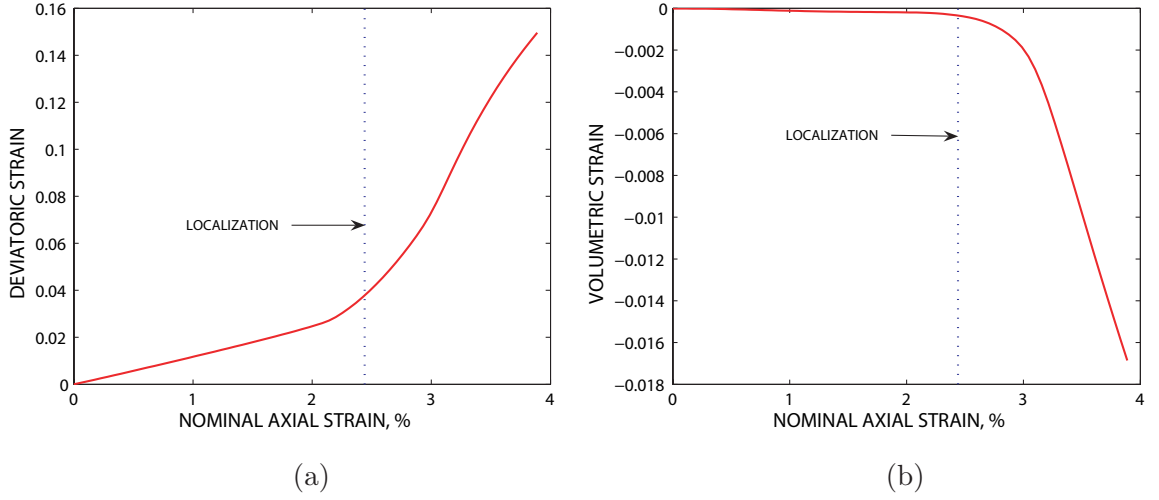 0.16
0.14
0.12
0.1
0.08
0.06
0.04
0.02
0
DEVIATORIC STRAIN
LOCALIZATION
0 1 2 3 4
NOMINAL AXIAL STRAIN, %
(a)
0
−0.002
−0.004
−0.006
−0.008
−0.01
−0.012
−0.014
−0.016
−0.018
VOLUMETRIC STRAIN
LOCALIZATION
0 1 2 3 4
NOMINAL AXIAL STRAIN, %
(b)